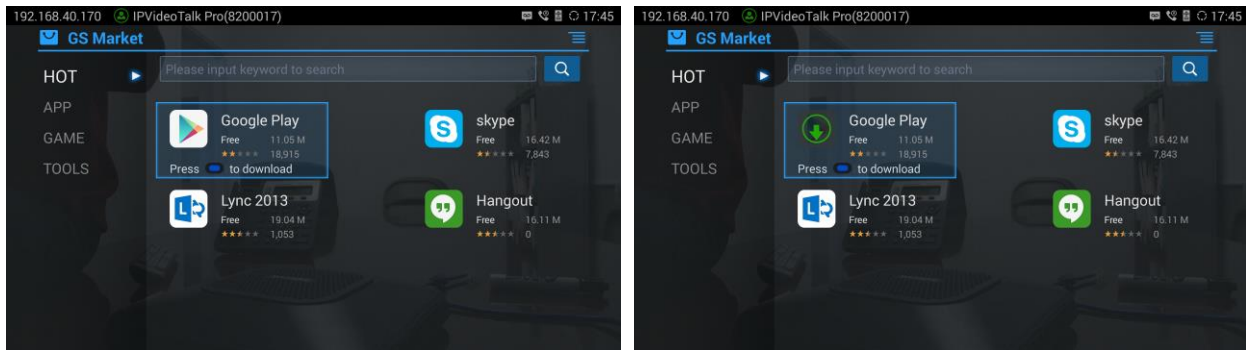 192.168.40.170 IPVideoTalk Pro(8200017) 17:45
GS Market
HOT
Please input keyword to search
APP
GAME
TOOLS
Google Play
Free 11.05 M
18,915
Press to download
skype
Free 16.42 M
7,843
Lync 2013
Free 19.04 M
1,053
Hangout
Free 16.11 M
0
192.168.40.170 IPVideoTalk Pro(8200017) 17:45
GS Market
HOT
Please input keyword to search
APP
GAME
TOOLS
Google Play
Free 11.05 M
18,915
Press to download
skype
Free 16.42 M
7,843
Lync 2013
Free 19.04 M
1,053
Hangout
Free 16.11 M
0